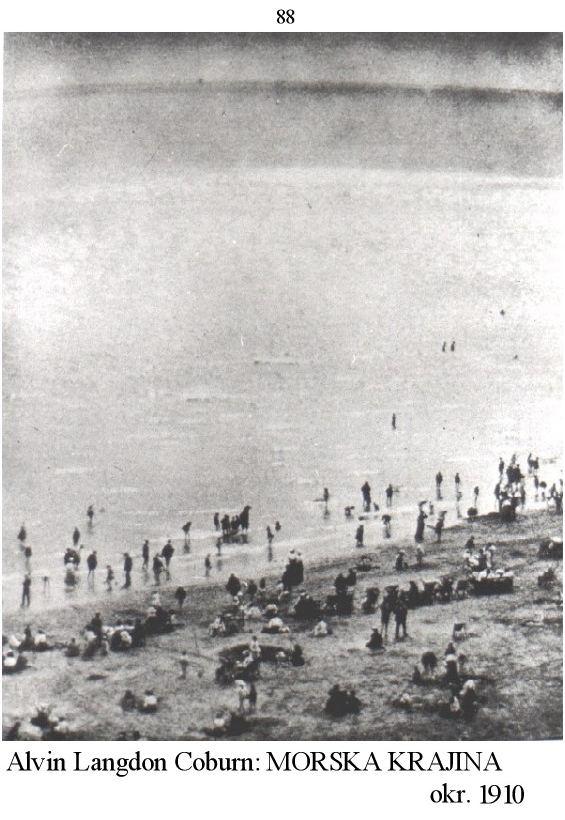 88
Alvin Langdon Coburn: MORSKA KRAJINA
okr. 1910